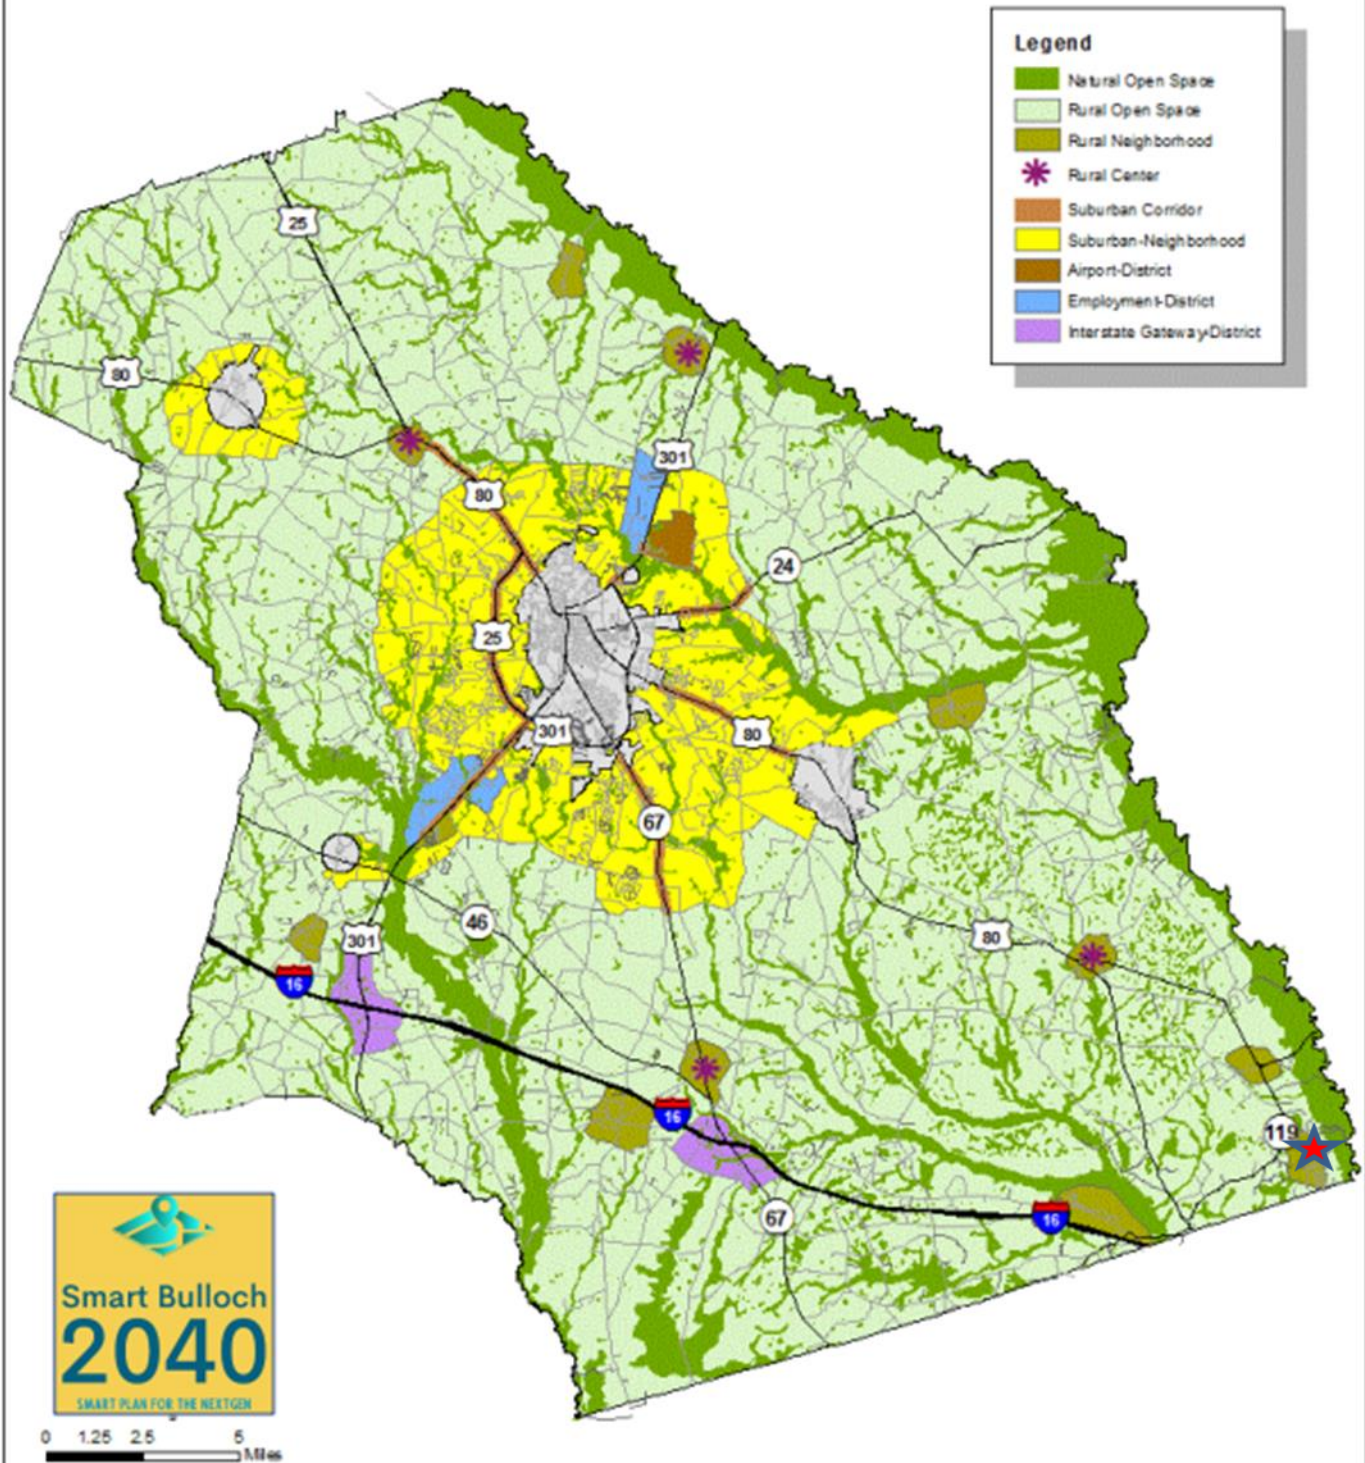 Legend
Natural Open Space
Rural Open Space
Rural Neighborhood
Rural Center
Suburban Corridor
Suburban-Neighborhood
Airport-District
Employment-District
Interstate Gateway-District
25
80
301
80
24
25
301
80
67
46
301
80
16
16
119
67
16
Smart Bulloch
2040
SMART PLAN FOR THE NEXTGEN
0 1.25 2.5 5
Miles